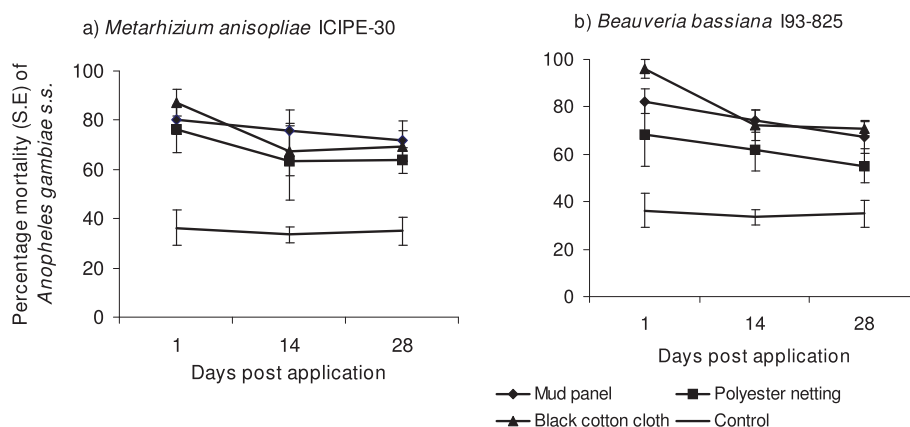 a) Metarhizium anisopliae ICIPE-30
Percentage mortality (S.E) of
Anopheles gambiae s.s.
100
80
60
40
20
0
1 14 28
Days post application
b) Beauveria bassiana I93-825
100
80
60
40
20
0
1 14 28
Days post application
Mud panel Polyester netting
Black cotton cloth Control